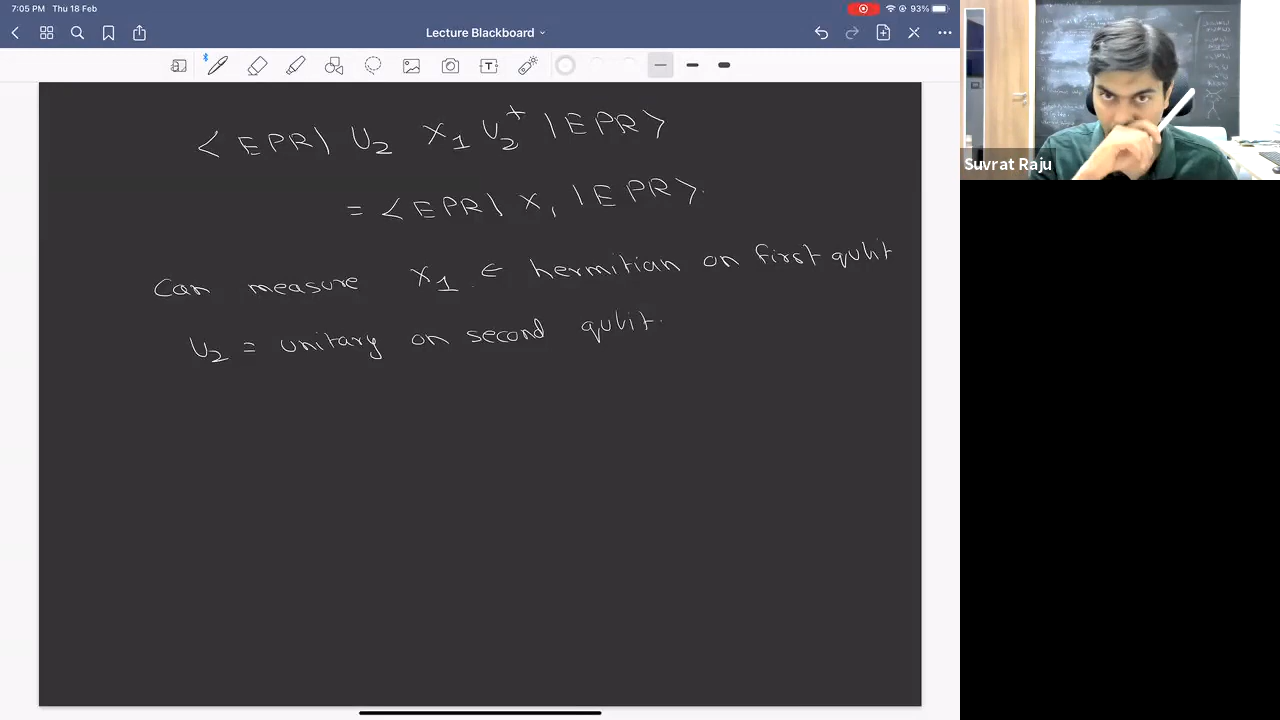 7:05 PM Thu 18 Feb
93%
Lecture Blackboard
T
<EPR| U₂ X₁ U₂† |EPR>
= <EPR| X₁ |EPR>.
Can measure X₁ ← hermitian on first qubit
U₂ = unitary on second qubit.
Suvrat Raju